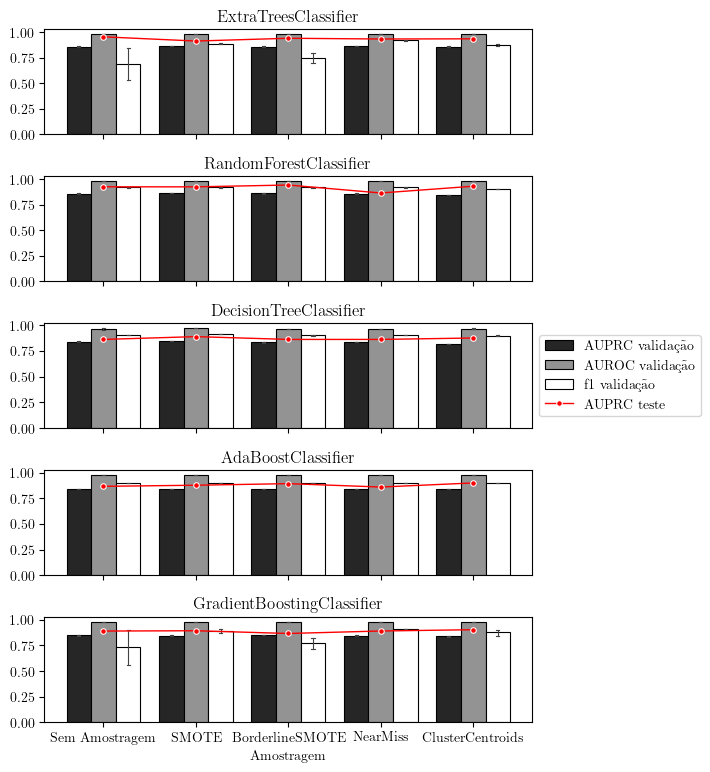 ExtraTreesClassifier
1.00
0.75
0.50
0.25
0.00
RandomForestClassifier
1.00
0.75
0.50
0.25
0.00
DecisionTreeClassifier
1.00
0.75
0.50
0.25
0.00
AUPRC validação
AUROC validação
f1 validação
AUPRC teste
AdaBoostClassifier
1.00
0.75
0.50
0.25
0.00
GradientBoostingClassifier
1.00
0.75
0.50
0.25
0.00
Sem Amostragem SMOTE BorderlineSMOTE NearMiss ClusterCentroids
Amostragem